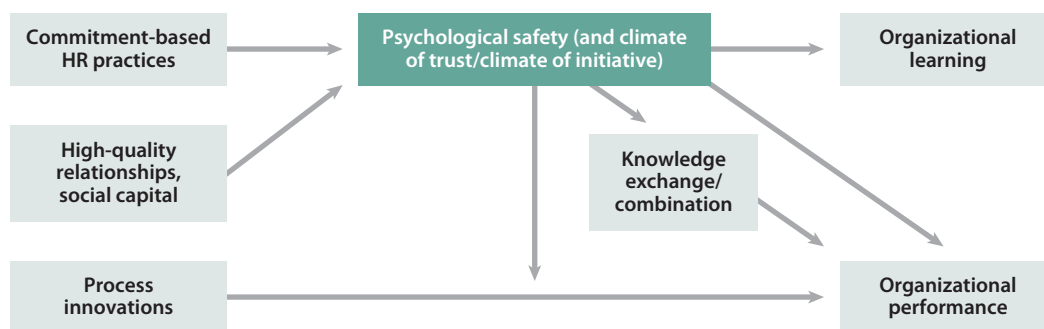 Commitment-based
HR practices
Psychological safety (and climate
of trust/climate of initiative)
Organizational
learning
High-quality
relationships,
social capital
Knowledge
exchange/
combination
Process
innovations
Organizational
performance